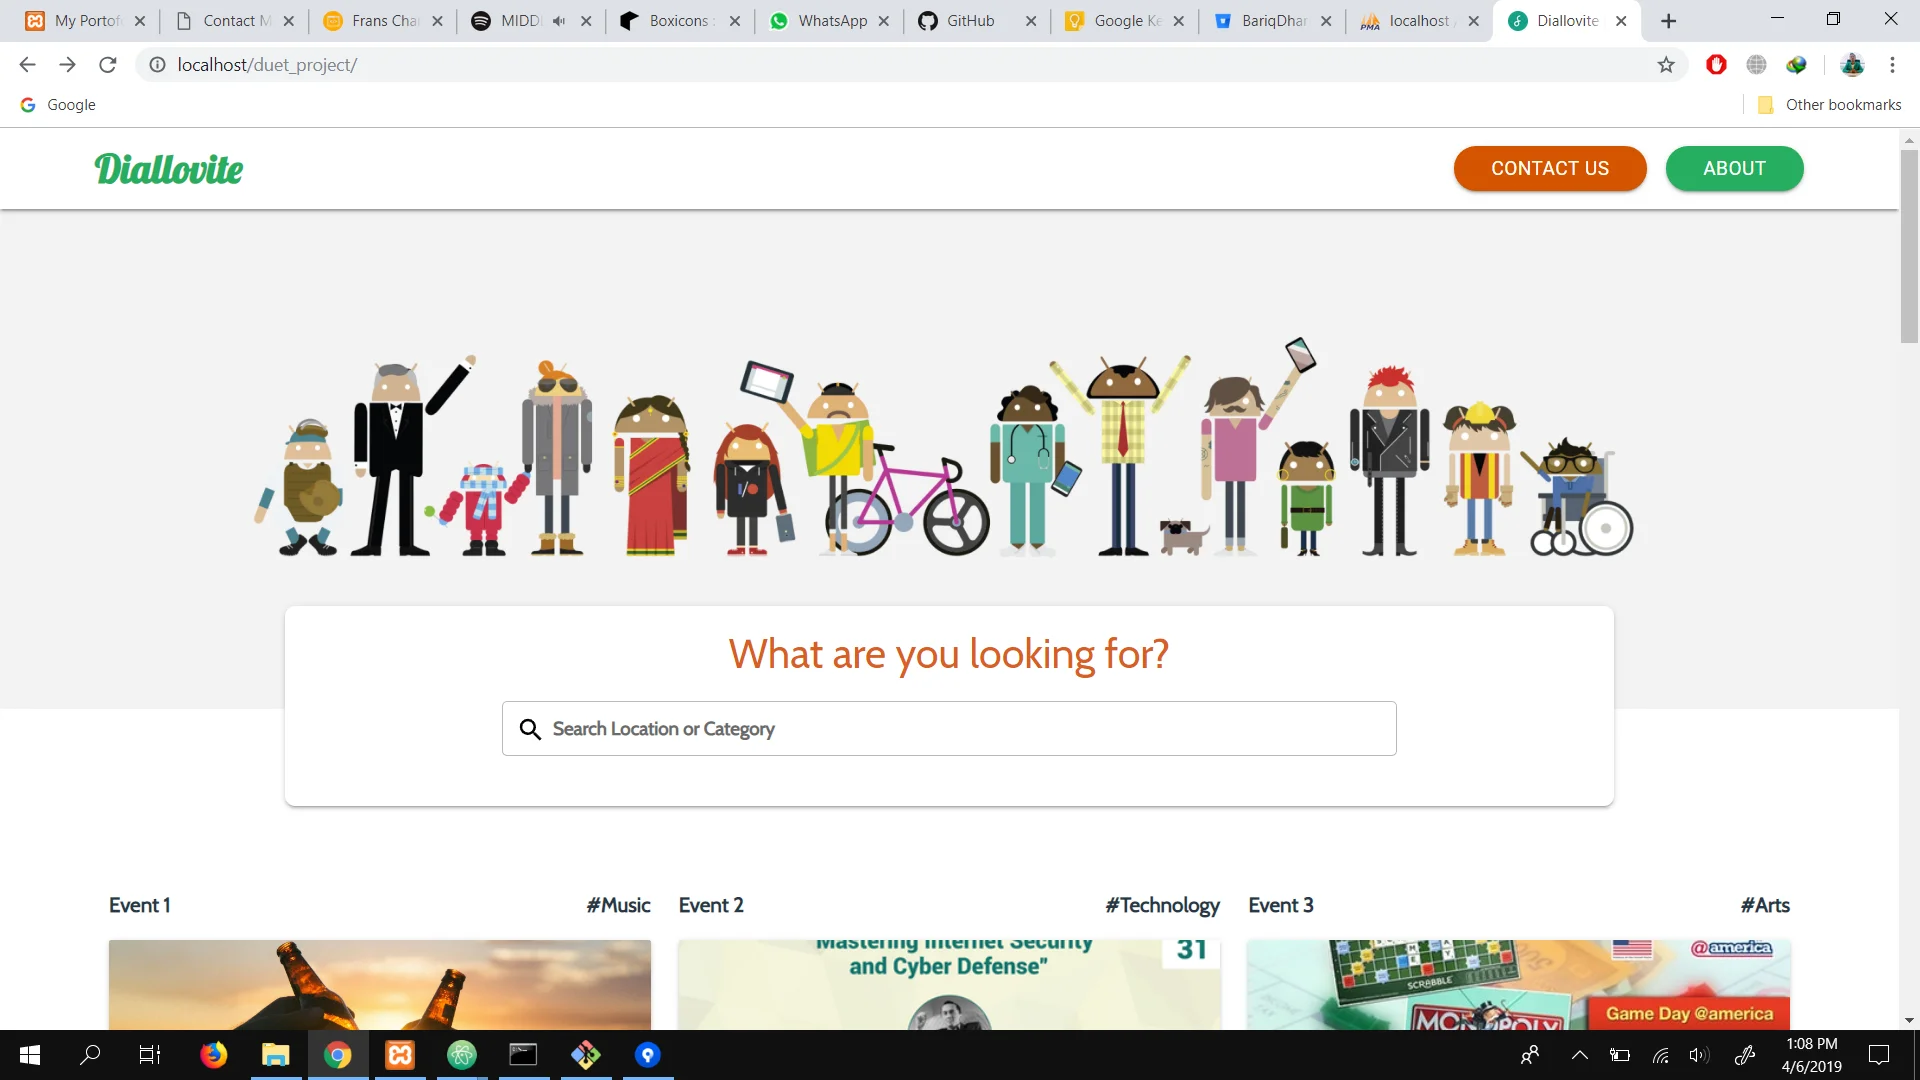 My Portof
Contact M
Frans Cha
MIDD
Boxicons :
WhatsApp
GitHub
Google Ke
BariqDhar
localhost /
Diallovite
localhost/duet_project/
Google
Other bookmarks
Diallovite
CONTACT US
ABOUT
What are you looking for?
Search Location or Category
Event 1
#Music
Event 2
#Technology
Event 3
#Arts
Mastering Internet Security
and Cyber Defense"
31
SCRABBLE
MONOPOLY
@america
Game Day @america
1:08 PM
4/6/2019